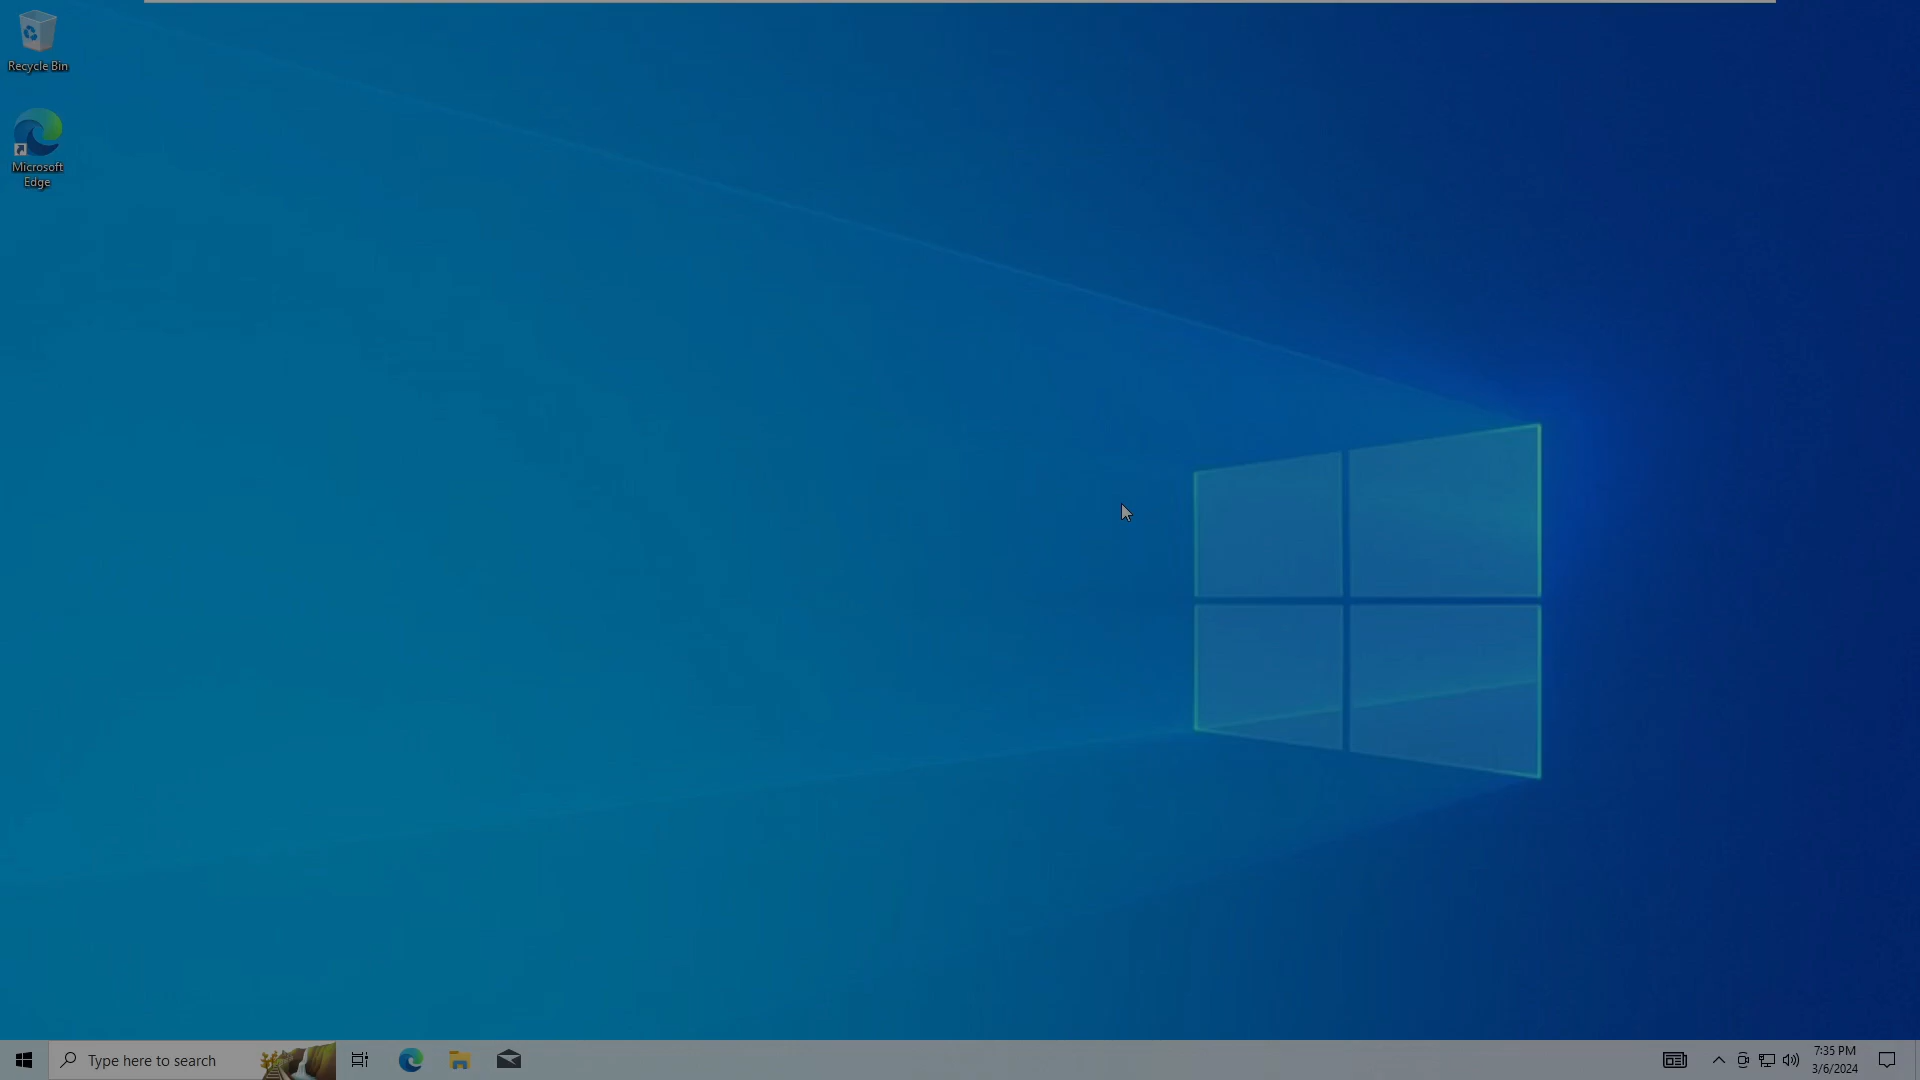 Recycle Bin
Microsoft
Edge
Type here to search
7:35 PM
3/6/2024